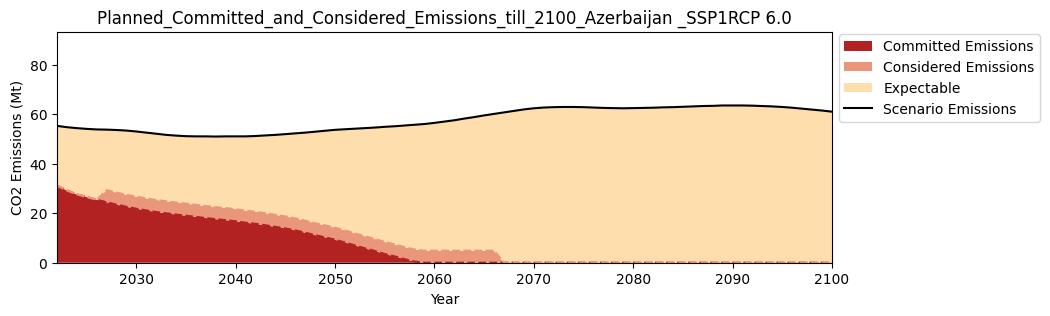 Planned_Committed_and_Considered_Emissions_till_2100_Azerbaijan _SSP1RCP 6.0
CO2 Emissions (Mt)
80
60
40
20
0
2030 2040 2050 2060 2070 2080 2090 2100
Year
Committed Emissions
Considered Emissions
Expectable
Scenario Emissions